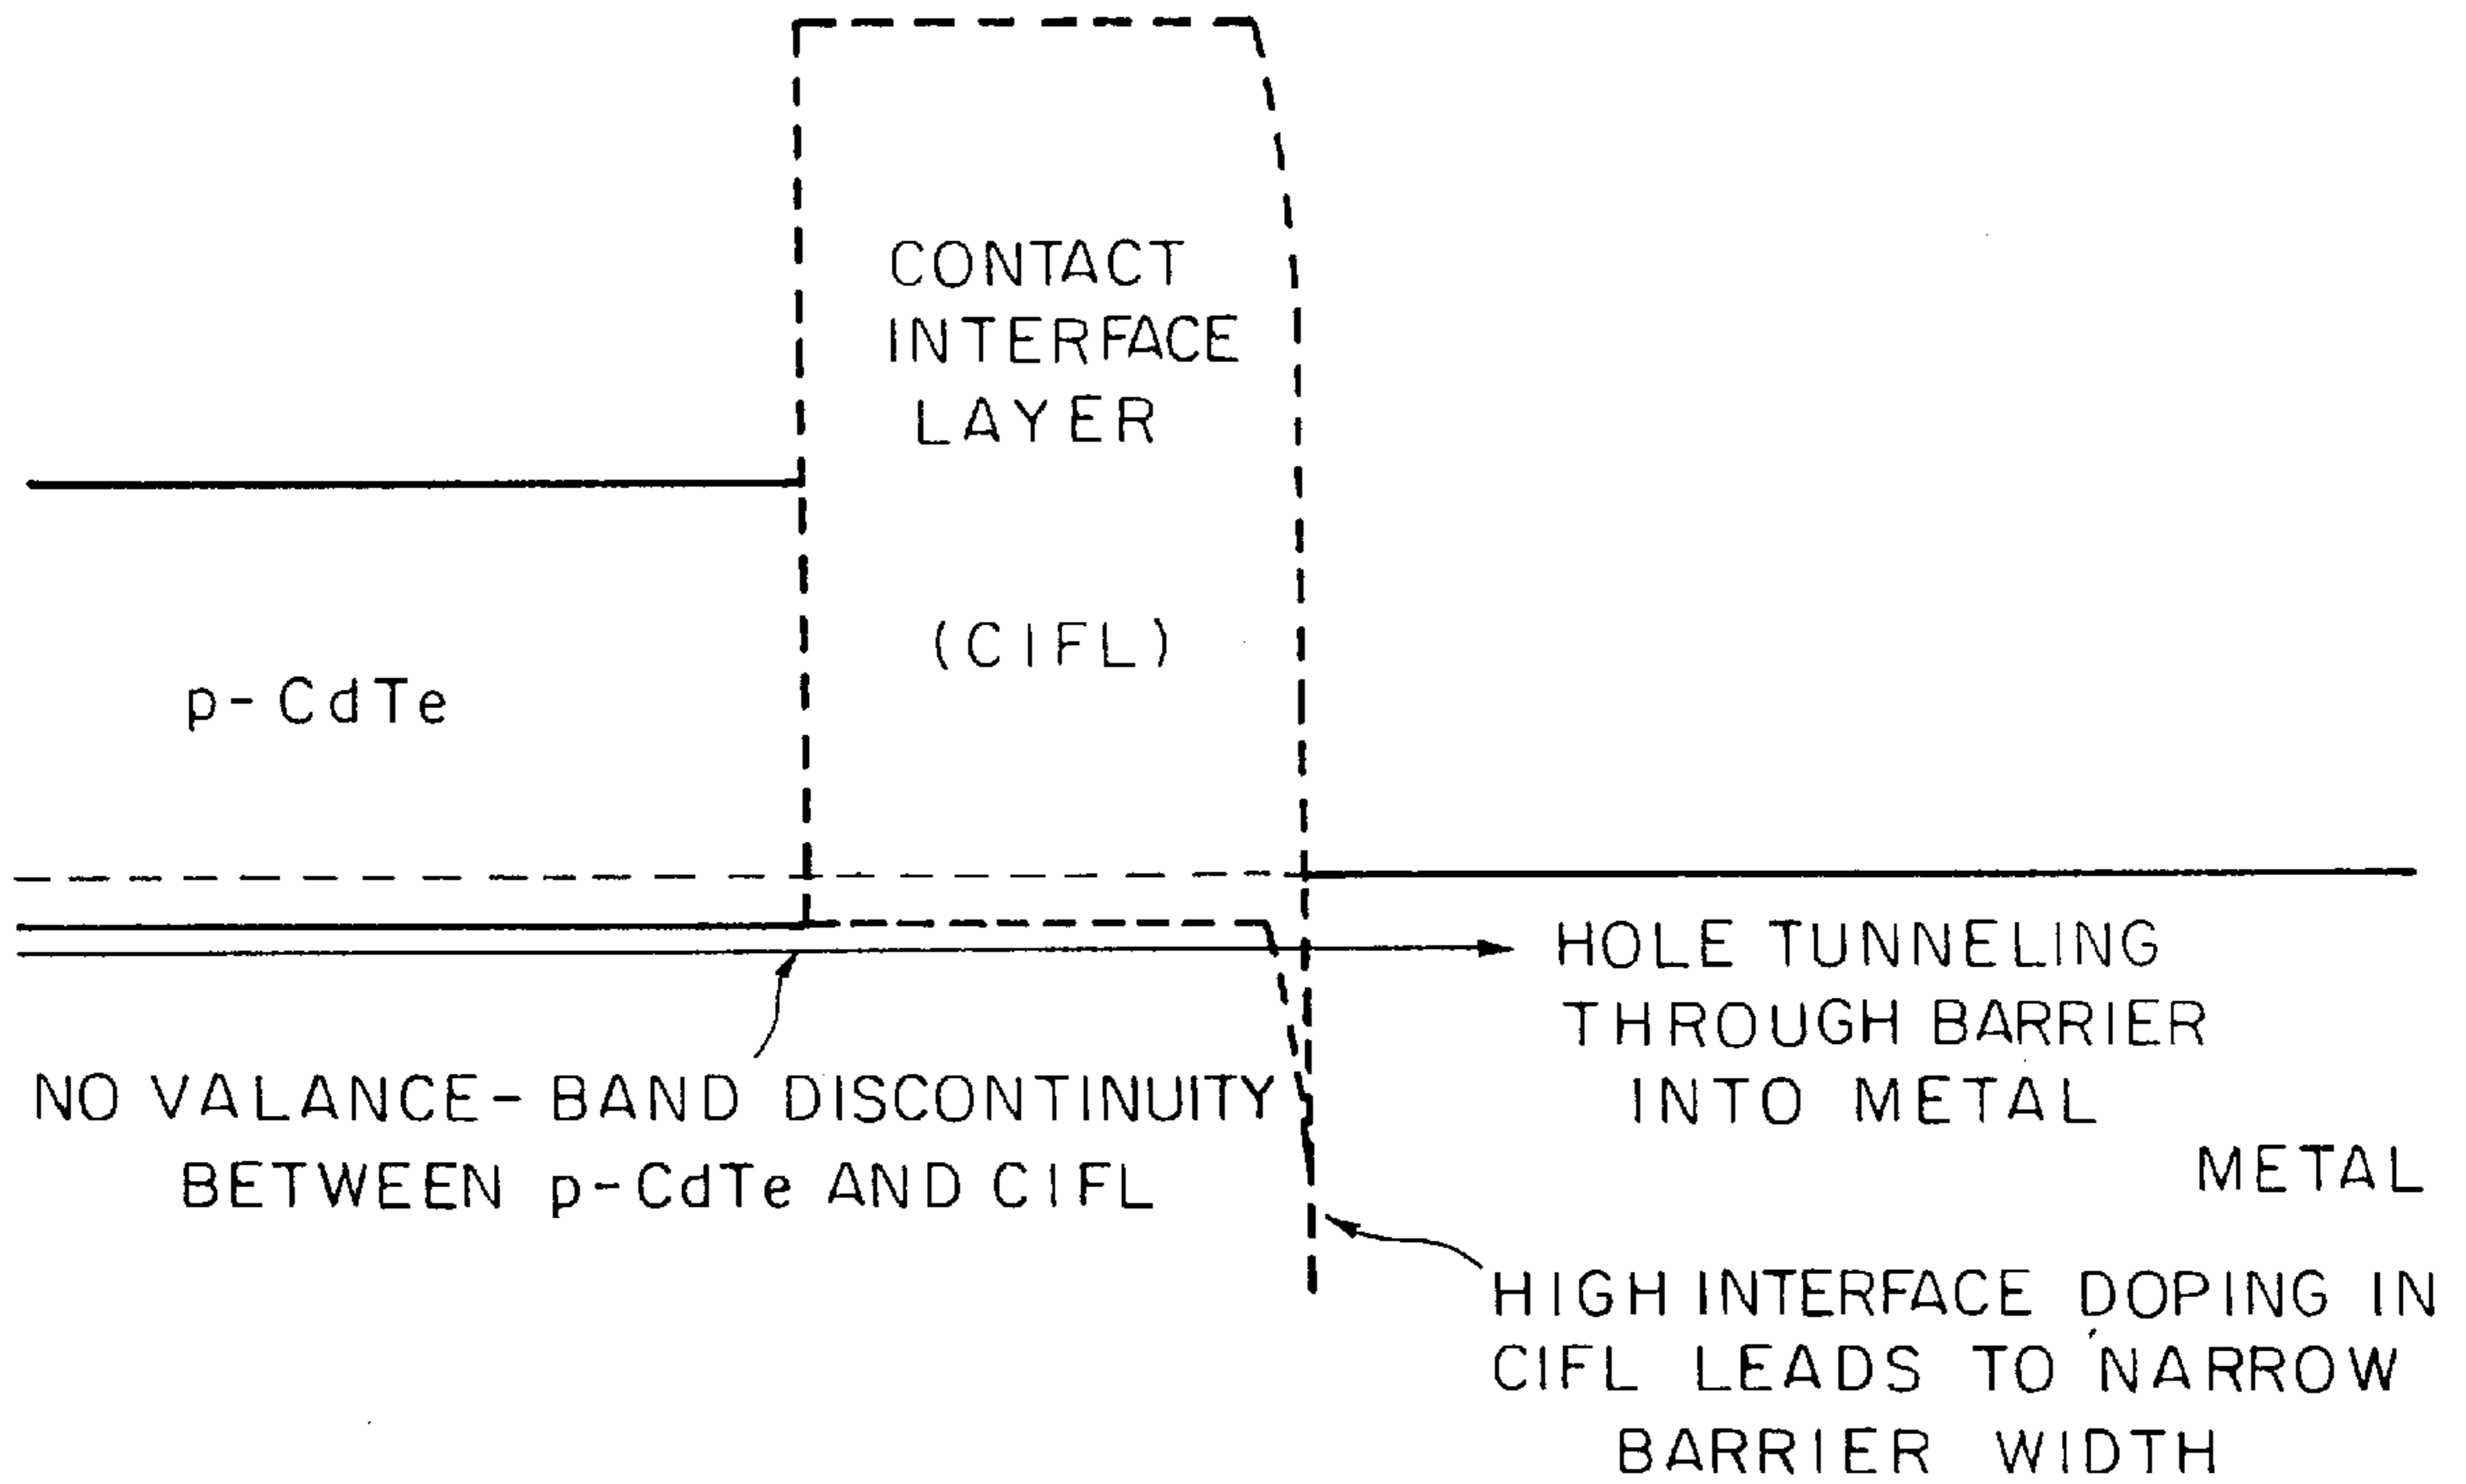 CONTACT
INTERFACE
LAYER
(CIFL)
p-CdTe
HOLE TUNNELING
THROUGH BARRIER
INTO METAL
NO VALANCE-BAND DISCONTINUITY
BETWEEN p-CdTe AND CIFL
METAL
HIGH INTERFACE DOPING IN
CIFL LEADS TO NARROW
BARRIER WIDTH